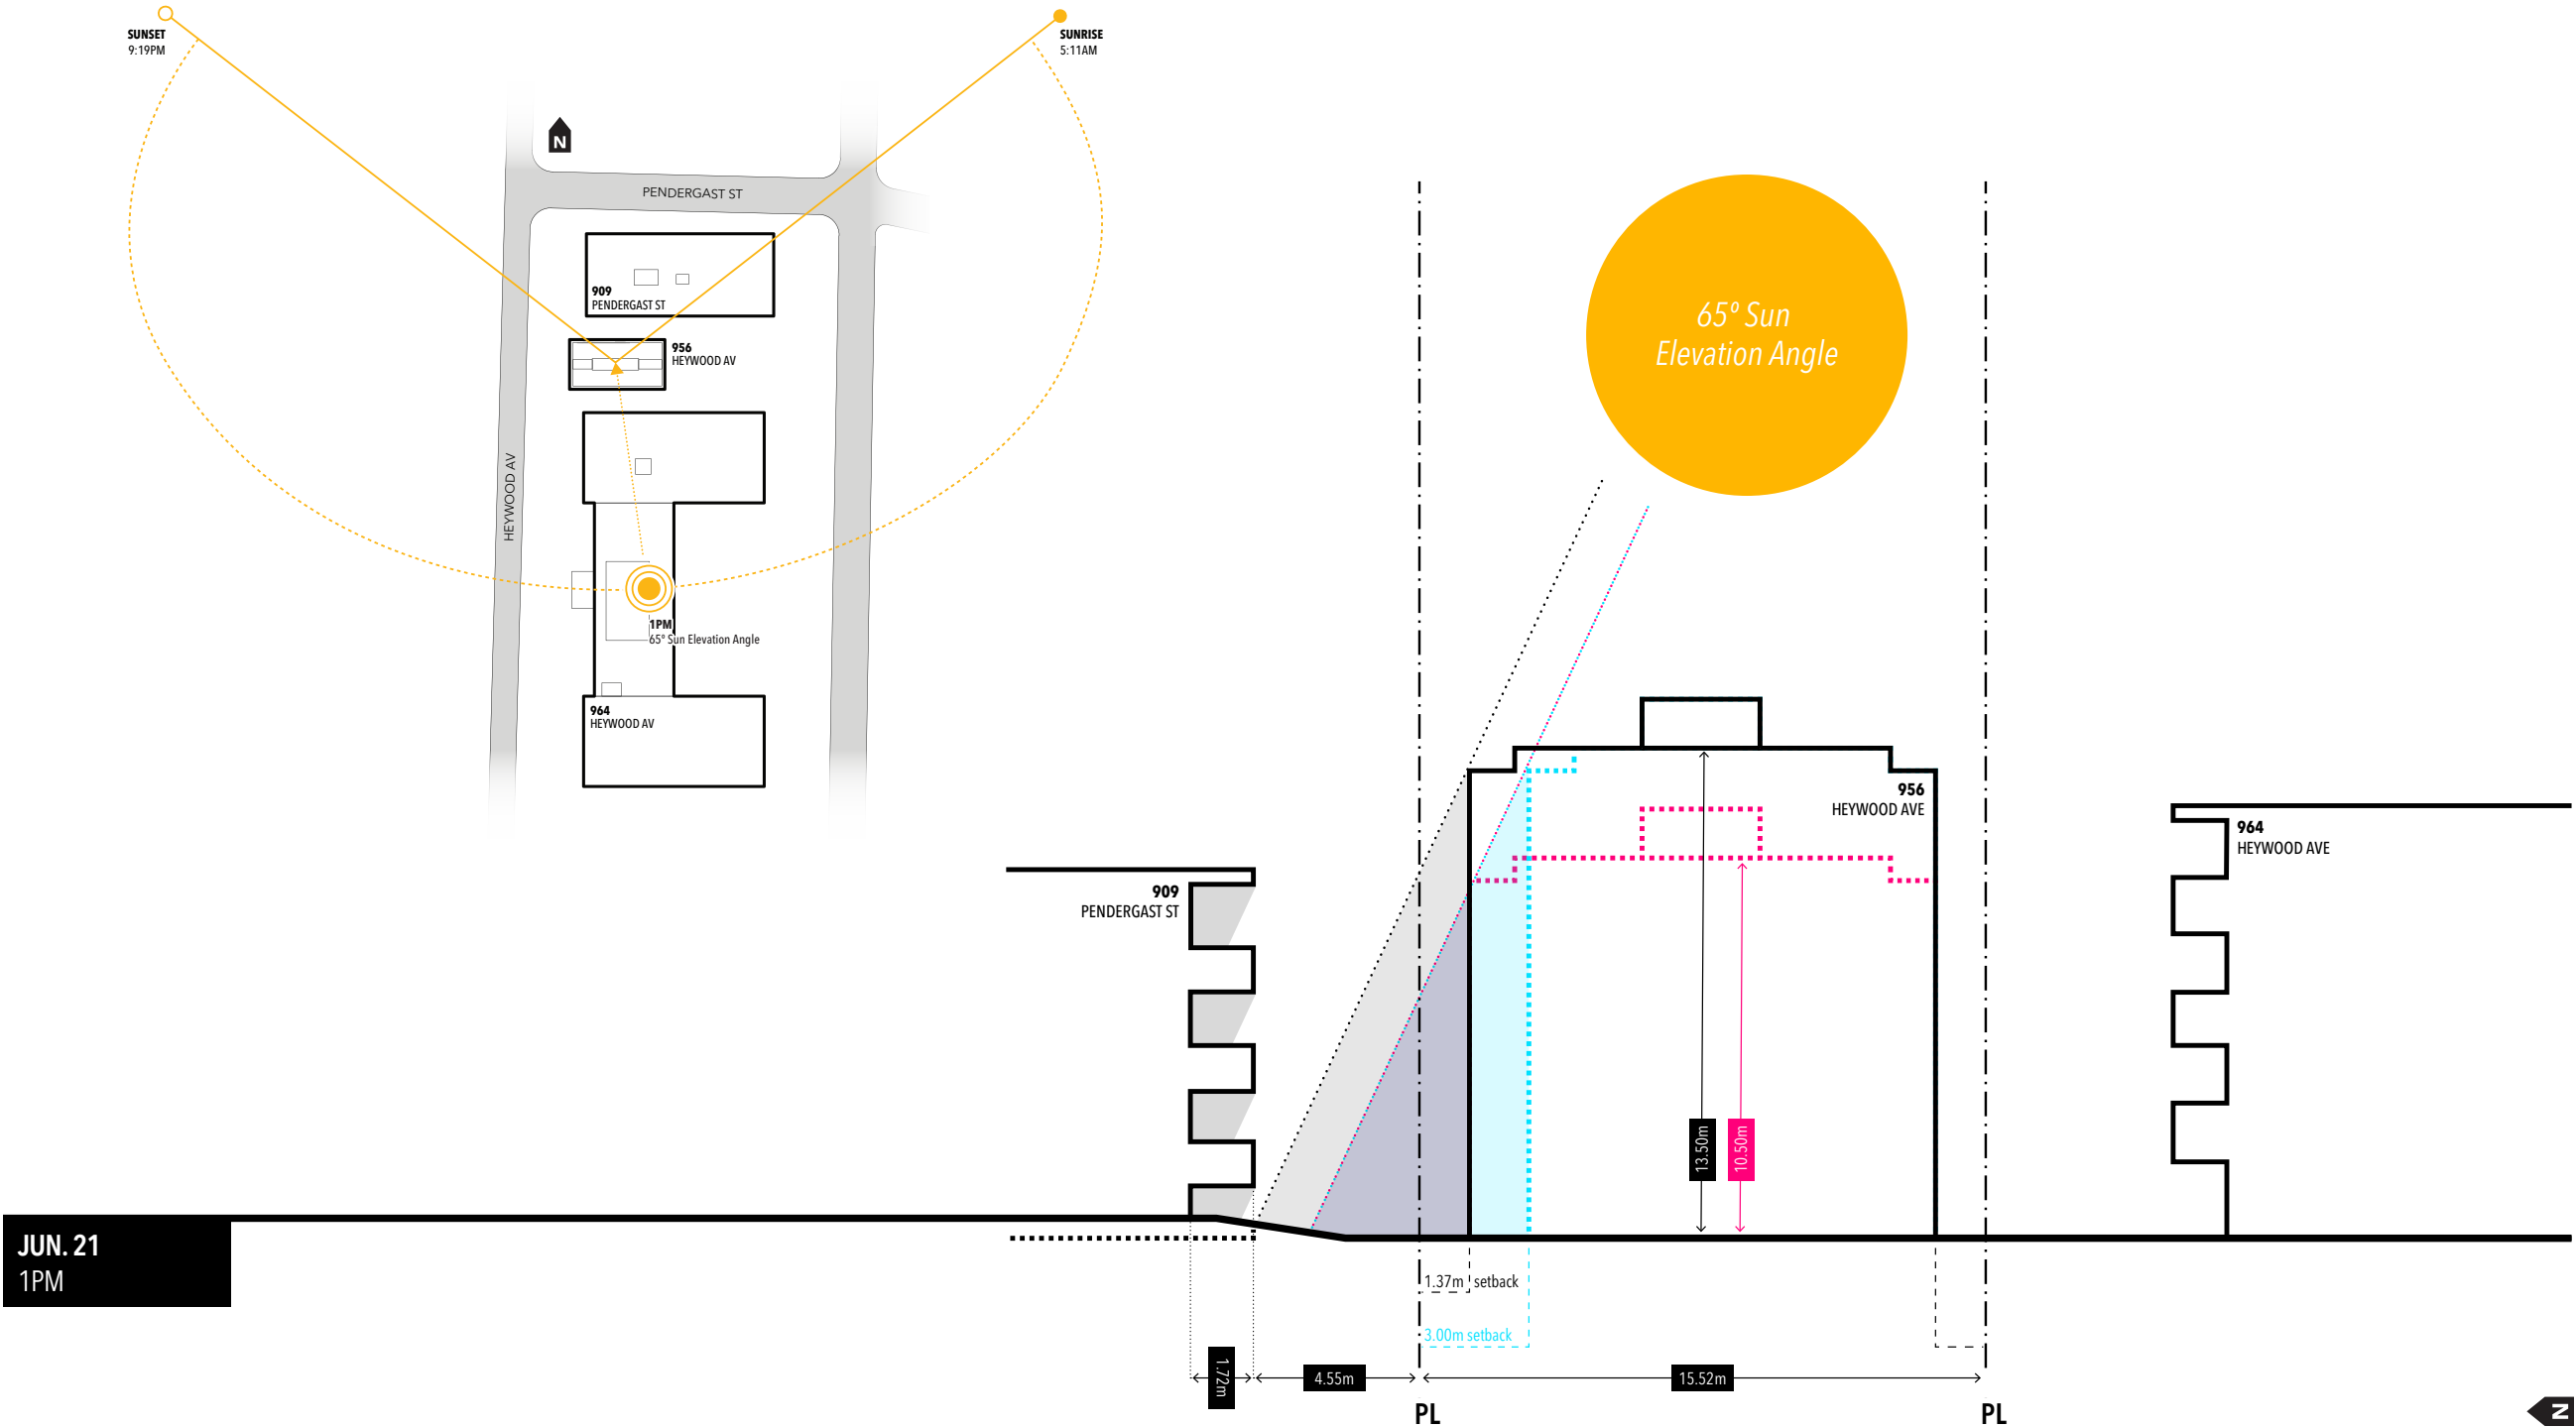 SUNSET
9:19PM
SUNRISE
5:11AM
N
PENDERGAST ST
909
PENDERGAST ST
956
HEYWOOD AV
HEYWOOD AV
1PM
65º Sun Elevation Angle
964
HEYWOOD AV
65º Sun
Elevation Angle
956
HEYWOOD AVE
964
HEYWOOD AVE
909
PENDERGAST ST
13.50m
10.50m
JUN. 21
1PM
1.37m setback
3.00m setback
1.72m
4.55m
15.52m
PL
PL
N